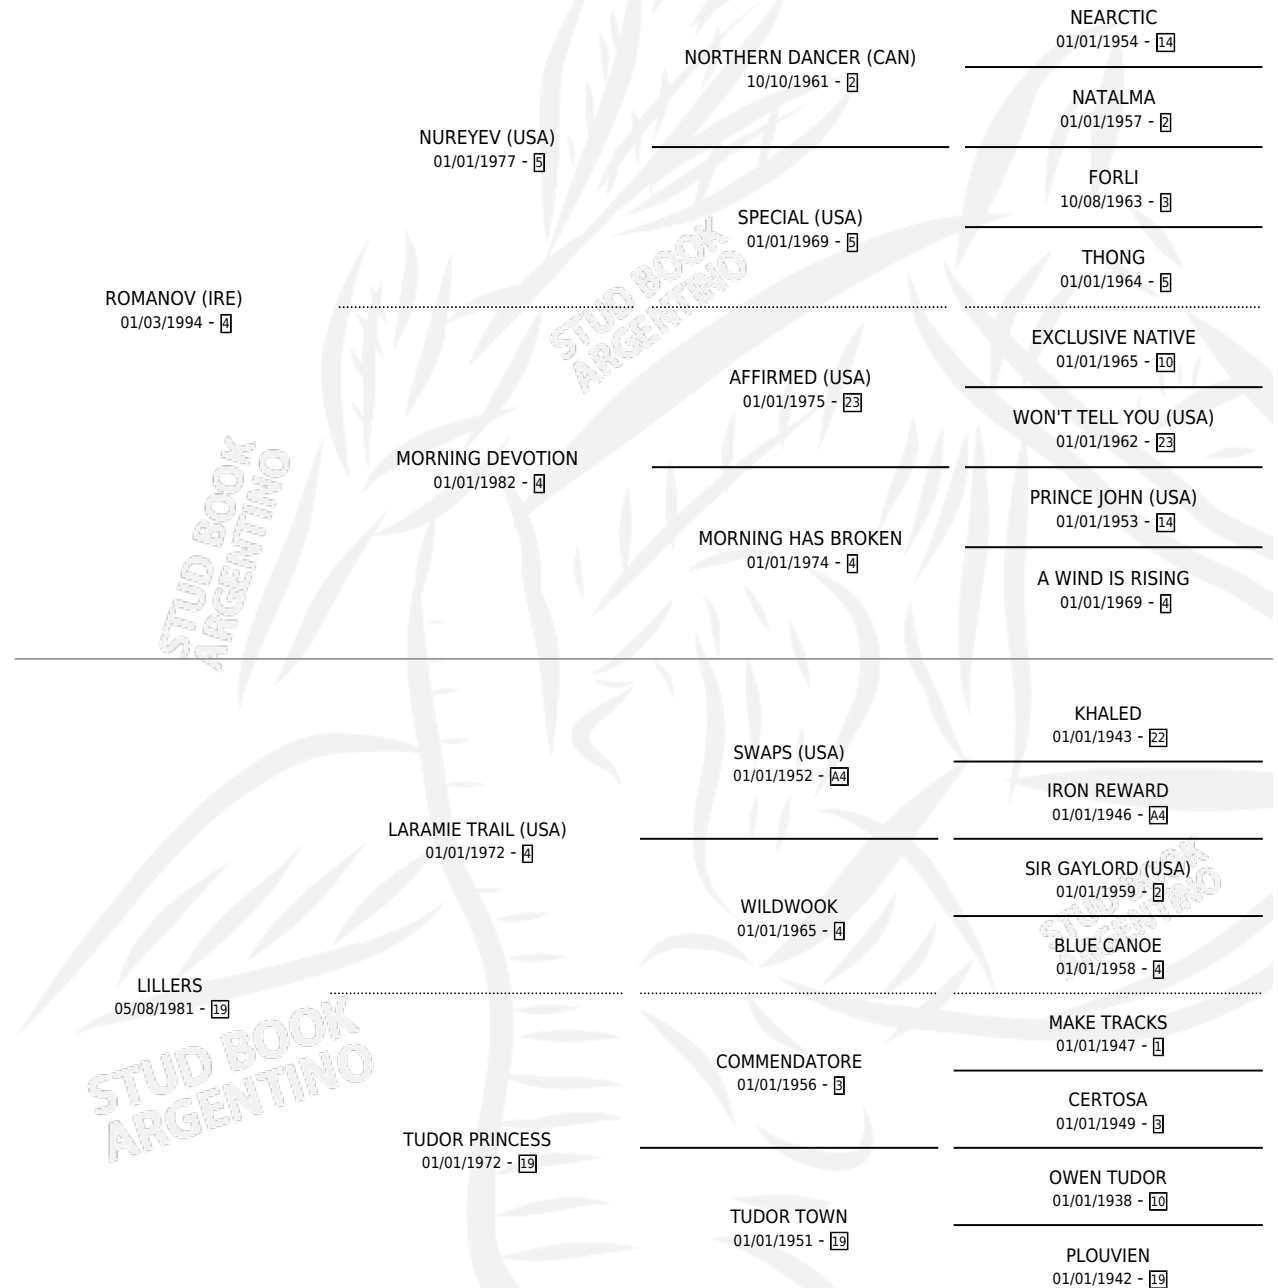 NEARCTIC
01/01/1954 - 14
NORTHERN DANCER (CAN)
10/10/1961 - 2
NATALMA
01/01/1957 - 2
NUREYEV (USA)
01/01/1977 - 5
FORLI
10/08/1963 - 3
SPECIAL (USA)
01/01/1969 - 5
THONG
01/01/1964 - 5
ROMANOV (IRE)
01/03/1994 - 4
EXCLUSIVE NATIVE
01/01/1965 - 10
AFFIRMED (USA)
01/01/1975 - 23
WON'T TELL YOU (USA)
01/01/1962 - 23
MORNING DEVOTION
01/01/1982 - 4
PRINCE JOHN (USA)
01/01/1953 - 14
MORNING HAS BROKEN
01/01/1974 - 4
A WIND IS RISING
01/01/1969 - 4
KHALED
01/01/1943 - 22
SWAPS (USA)
01/01/1952 - A4
IRON REWARD
01/01/1946 - A4
LARAMIE TRAIL (USA)
01/01/1972 - 4
SIR GAYLORD (USA)
01/01/1959 - 2
WILDWOOK
01/01/1965 - 4
BLUE CANOE
01/01/1958 - 4
LILLERS
05/08/1981 - 19
MAKE TRACKS
01/01/1947 - 1
COMMENDATORE
01/01/1956 - 3
CERTOSA
01/01/1949 - 3
TUDOR PRINCESS
01/01/1972 - 19
OWEN TUDOR
01/01/1938 - 10
TUDOR TOWN
01/01/1951 - 19
PLOUVIEN
01/01/1942 - 19
STUD BOOK
ARGENTINO
STUD BOOK
ARGENTINO
STUD BOOK
ARGENTINO
STUD BOOK
ARGENTINO